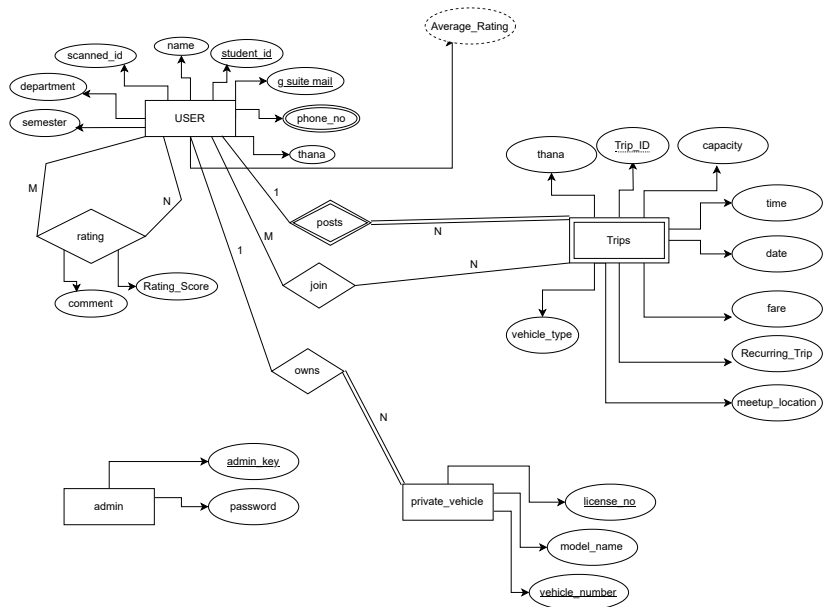 Average_Rating
name
scanned_id
student_id
department
g suite mail
USER
phone_no
semester
thana
thana
Trip_ID
capacity
M
N
1
time
rating
posts
N
M
Trips
1
date
N
join
Rating_Score
comment
fare
vehicle_type
Recurring_Trip
owns
meetup_location
N
admin_key
admin
password
private_vehicle
license_no
model_name
vehicle_number